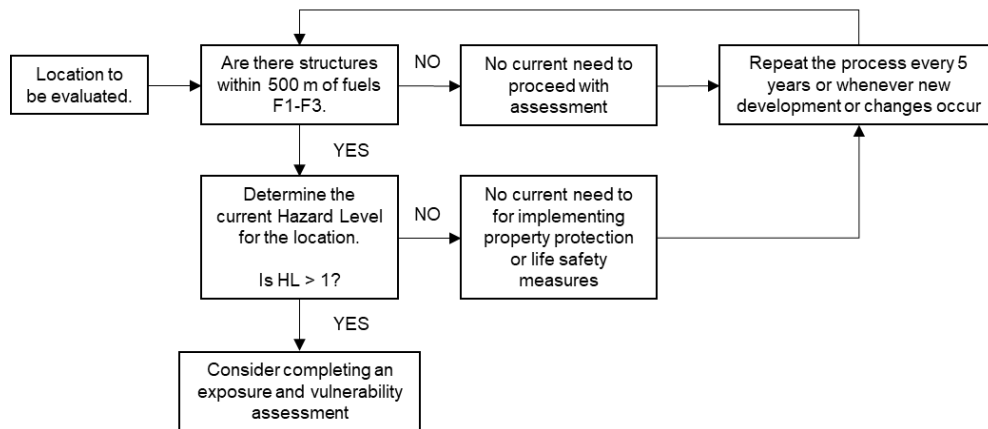 Location to
be evaluated.
Are there structures
within 500 m of fuels
F1-F3.
NO
No current need to
proceed with
assessment
Repeat the process every 5
years or whenever new
development or changes occur
YES
Determine the
current Hazard Level
for the location.
Is HL > 1?
NO
No current need to
for implementing
property protection
or life safety
measures
YES
Consider completing an
exposure and vulnerability
assessment